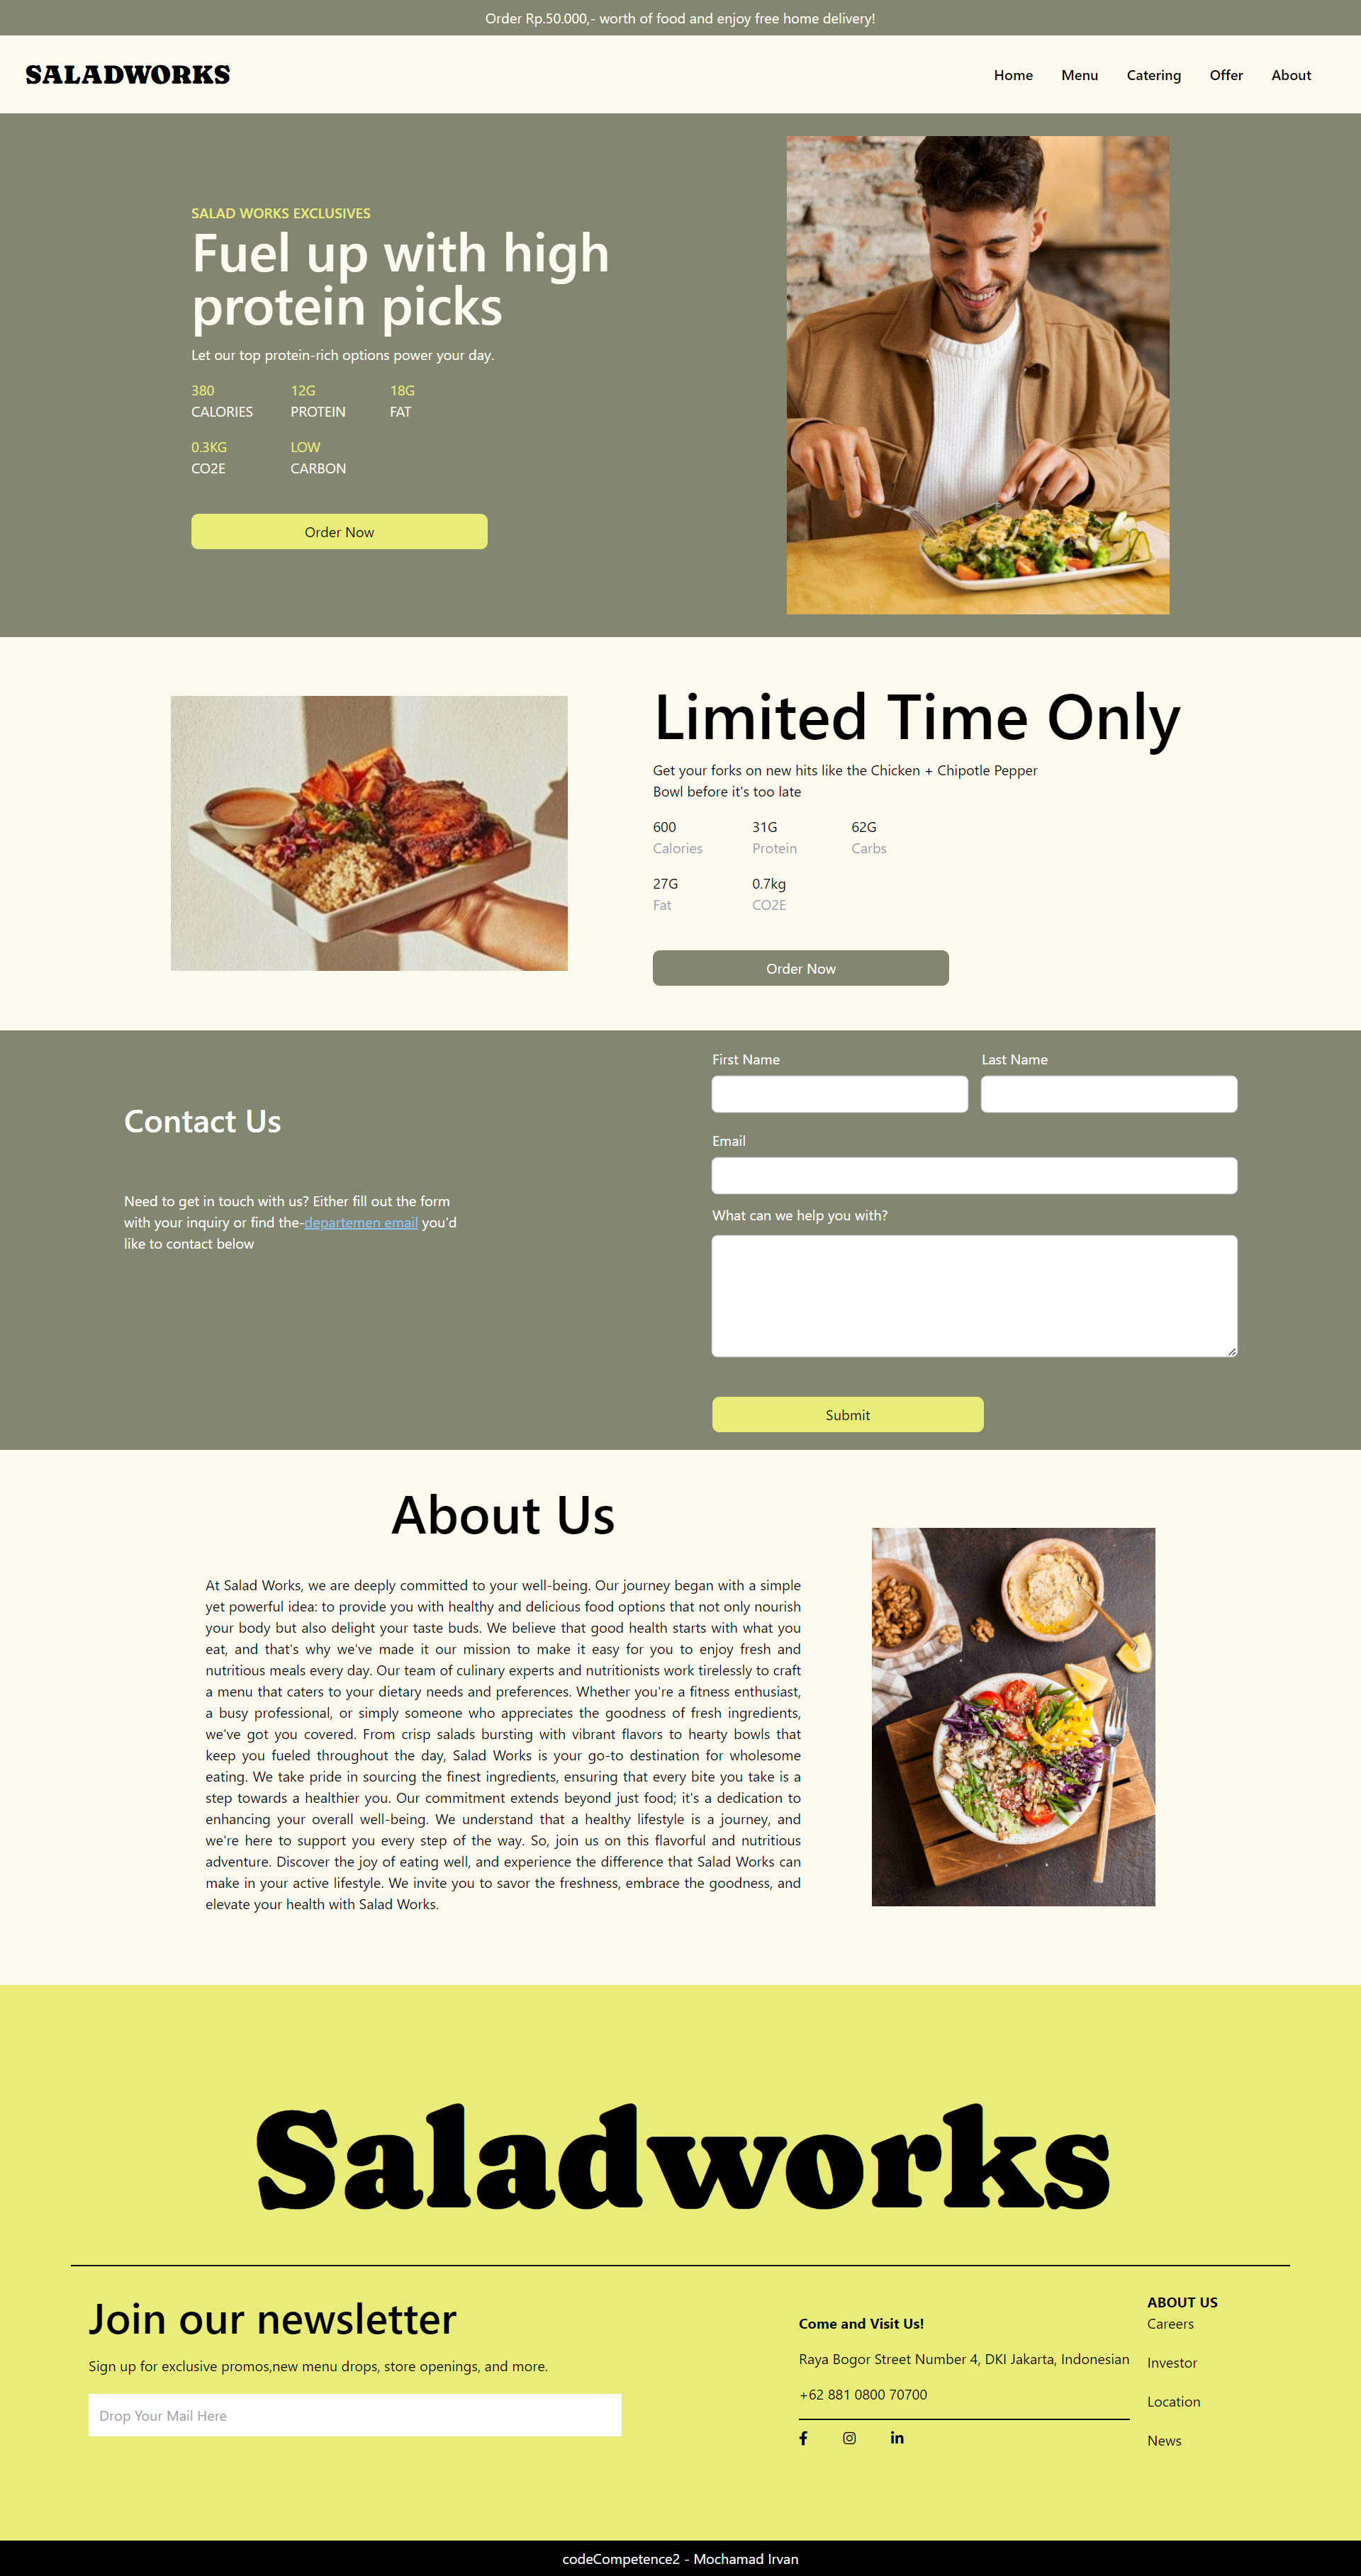 Order Rp.50.000,- worth of food and enjoy free home delivery!
SALADWORKS
Home Menu Catering Offer About
SALAD WORKS EXCLUSIVES
Fuel up with high
protein picks
Let our top protein-rich options power your day.
380 12G 18G
CALORIES PROTEIN FAT
0.3KG LOW
CO2E CARBON
Order Now
Limited Time Only
Get your forks on new hits like the Chicken + Chipotle Pepper
Bowl before it's too late
600 31G 62G
Calories Protein Carbs
27G 0.7kg
Fat CO2E
Order Now
Contact Us
Need to get in touch with us? Either fill out the form
with your inquiry or find the-departemen email you'd
like to contact below
First Name Last Name
Email
What can we help you with?
Submit
About Us
At Salad Works, we are deeply committed to your well-being. Our journey began with a simple
yet powerful idea: to provide you with healthy and delicious food options that not only nourish
your body but also delight your taste buds. We believe that good health starts with what you
eat, and that's why we've made it our mission to make it easy for you to enjoy fresh and
nutritious meals every day. Our team of culinary experts and nutritionists work tirelessly to craft
a menu that caters to your dietary needs and preferences. Whether you're a fitness enthusiast,
a busy professional, or simply someone who appreciates the goodness of fresh ingredients,
we've got you covered. From crisp salads bursting with vibrant flavors to hearty bowls that
keep you fueled throughout the day, Salad Works is your go-to destination for wholesome
eating. We take pride in sourcing the finest ingredients, ensuring that every bite you take is a
step towards a healthier you. Our commitment extends beyond just food; it's a dedication to
enhancing your overall well-being. We understand that a healthy lifestyle is a journey, and
we're here to support you every step of the way. So, join us on this flavorful and nutritious
adventure. Discover the joy of eating well, and experience the difference that Salad Works can
make in your active lifestyle. We invite you to savor the freshness, embrace the goodness, and
elevate your health with Salad Works.
Saladworks
Join our newsletter
Sign up for exclusive promos,new menu drops, store openings, and more.
Drop Your Mail Here
Come and Visit Us!
Raya Bogor Street Number 4, DKI Jakarta, Indonesian
+62 881 0800 70700
ABOUT US
Careers
Investor
Location
News
codeCompetence2 - Mochamad Irvan